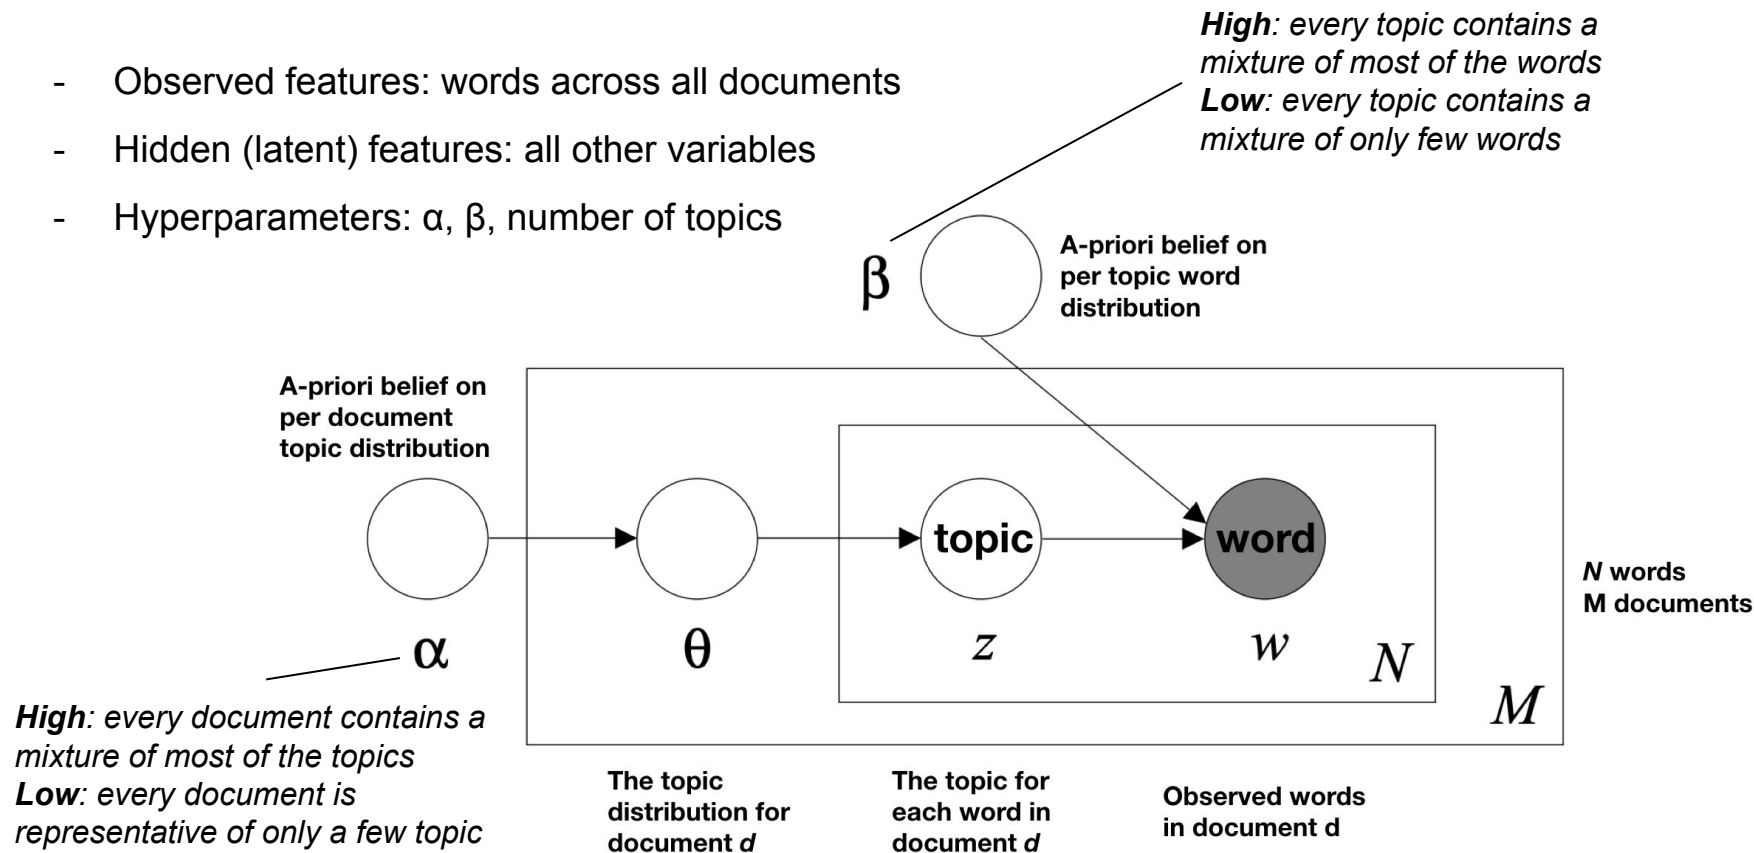 - Observed features: words across all documents
- Hidden (latent) features: all other variables
- Hyperparameters: α, β, number of topics
High: every topic contains a
mixture of most of the words
Low: every topic contains a
mixture of only few words
β
A-priori belief on
per topic word
distribution
A-priori belief on
per document
topic distribution
topic
word
N words
M documents
α
θ
z
w
N
M
High: every document contains a
mixture of most of the topics
Low: every document is
representative of only a few topic
The topic
distribution for
document d
The topic for
each word in
document d
Observed words
in document d